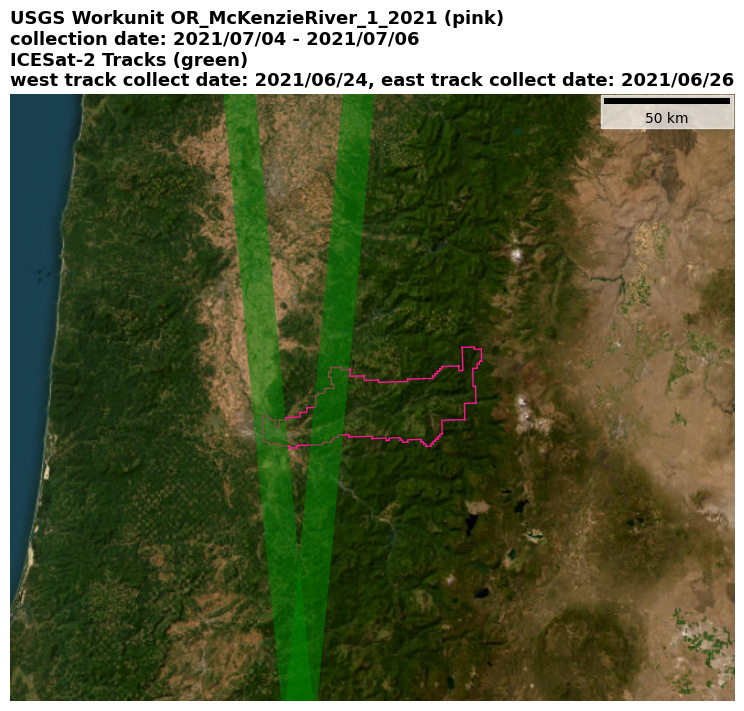 USGS Workunit OR_McKenzieRiver_1_2021 (pink)
collection date: 2021/07/04 - 2021/07/06
ICESat-2 Tracks (green)
west track collect date: 2021/06/24, east track collect date: 2021/06/26
50 km